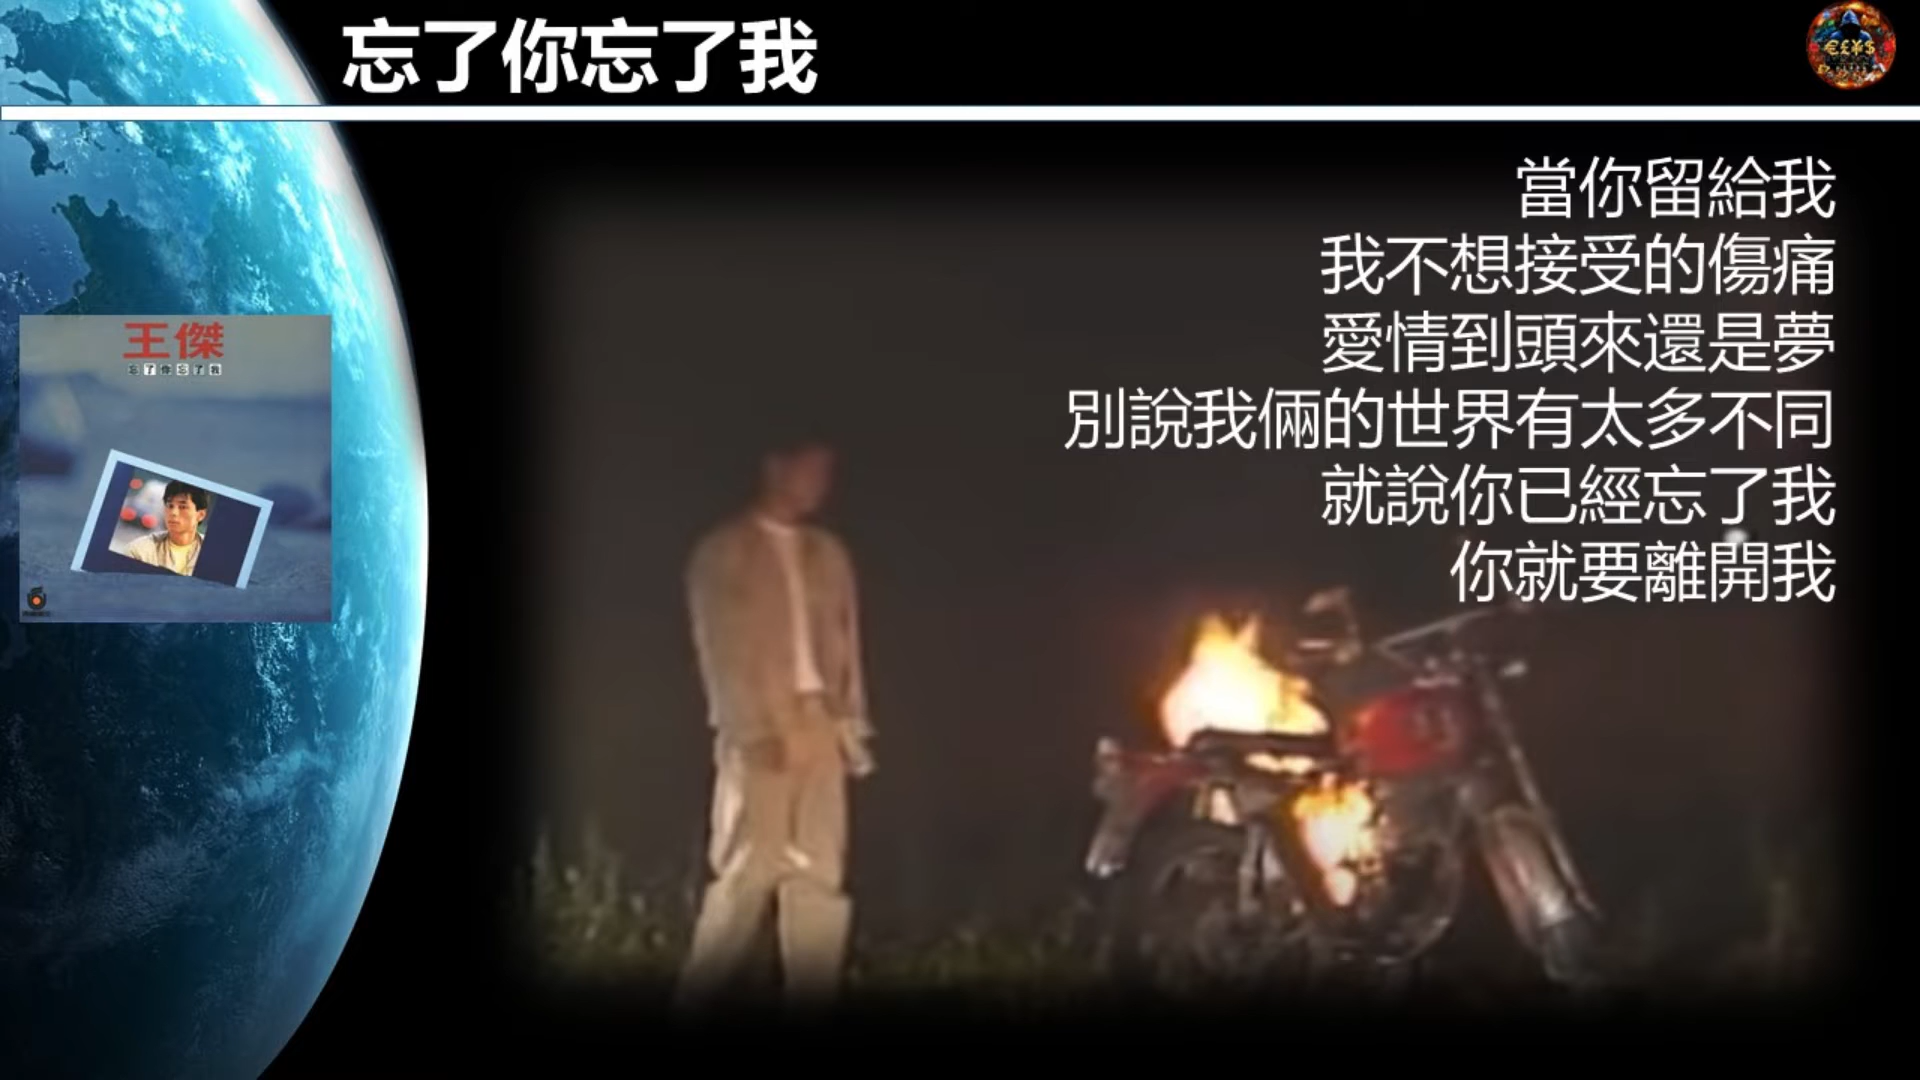 忘了你忘了我
€£¥$
王傑
忘了你忘了我
當你留給我
我不想接受的傷痛
愛情到頭來還是夢
別說我倆的世界有太多不同
就說你已經忘了我
你就要離開我